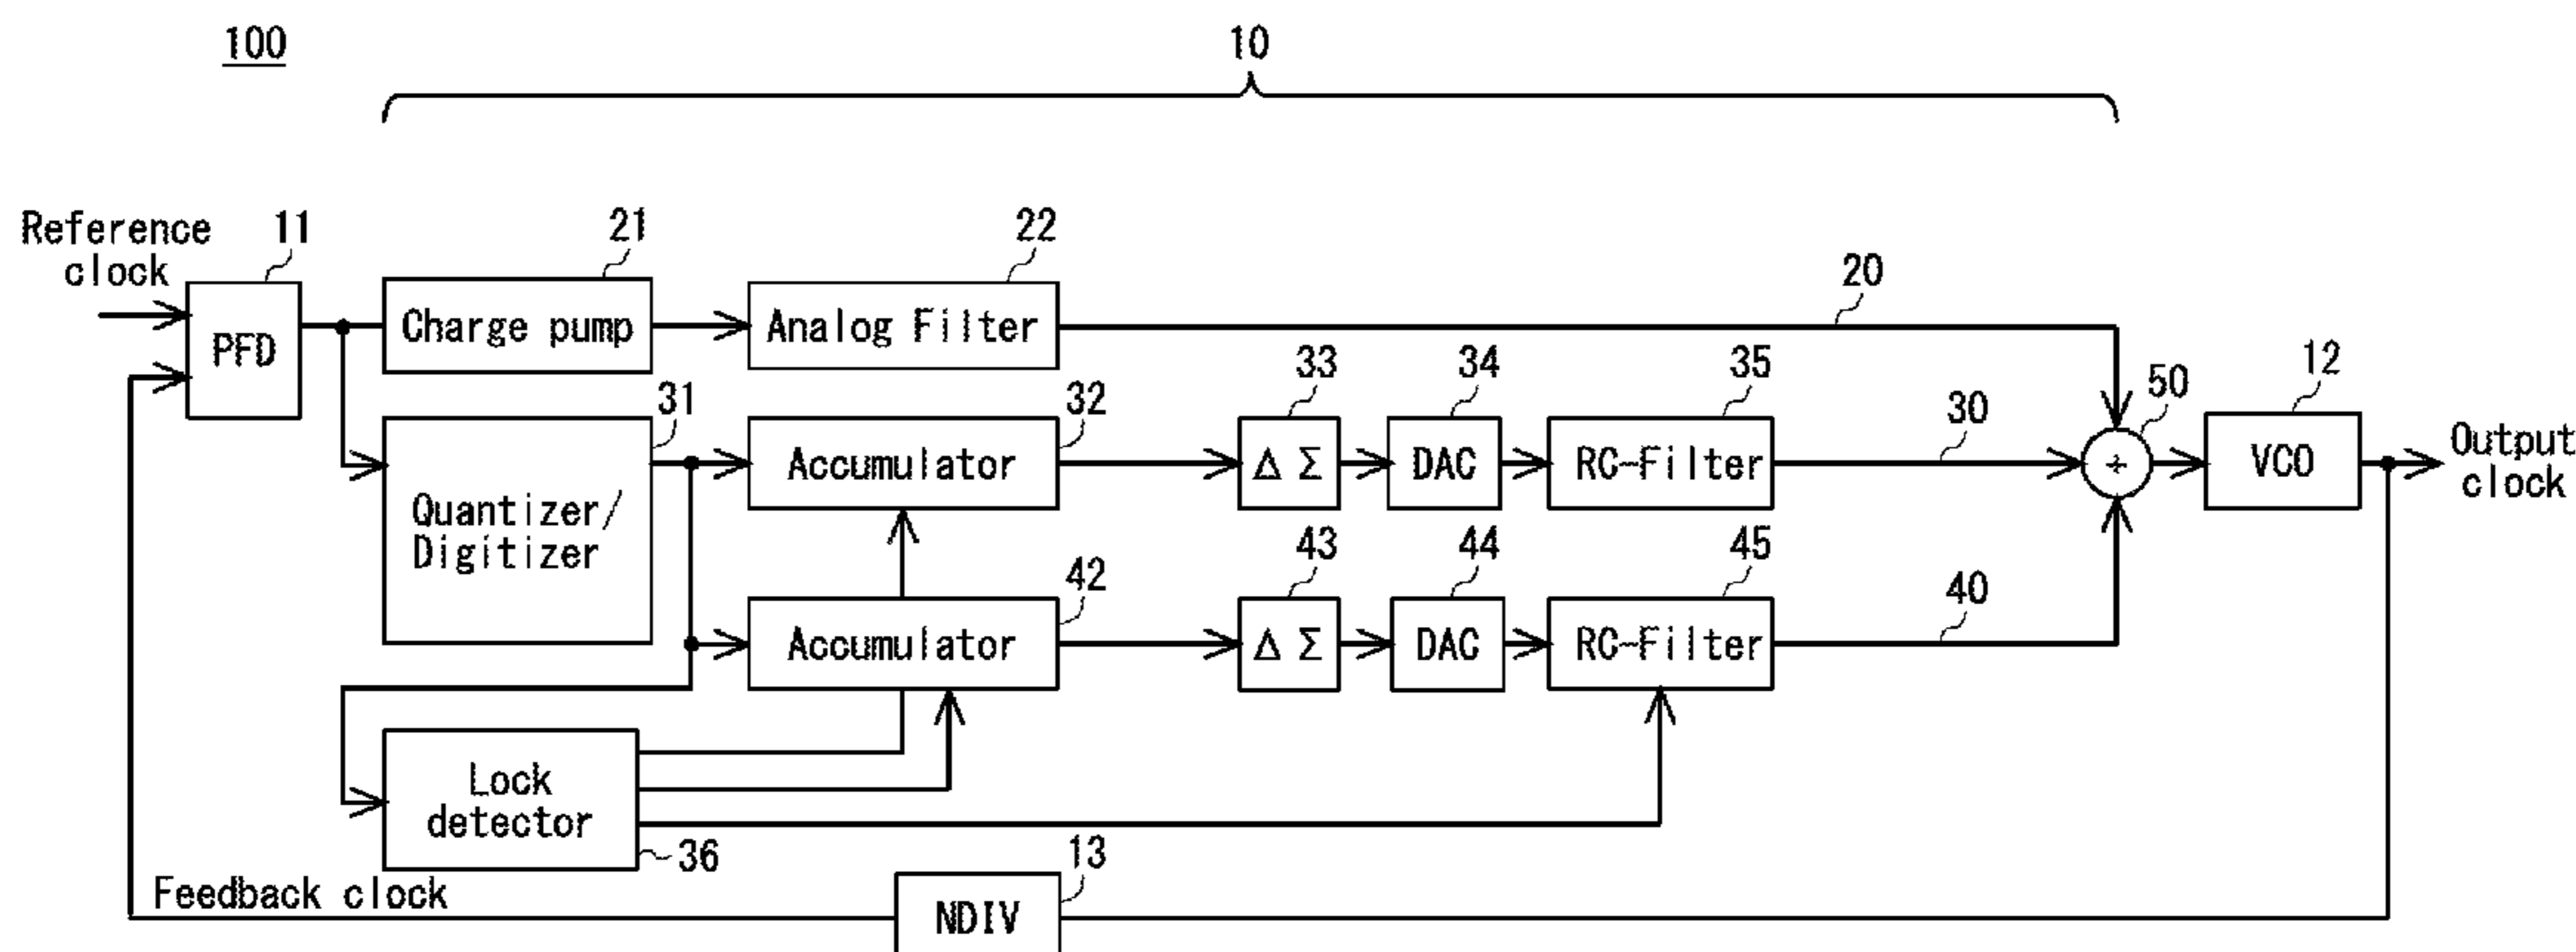 100
10
Reference
clock
11
PFD
21
Charge pump
22
Analog Filter
20
31
Quantizer/
Digitizer
32
Accumulator
33
Δ Σ
34
DAC
35
RC-Filter
30
50
+
12
VCO
Output
clock
42
Accumulator
43
Δ Σ
44
DAC
45
RC-Filter
40
Lock
detector
36
Feedback clock
13
NDIV